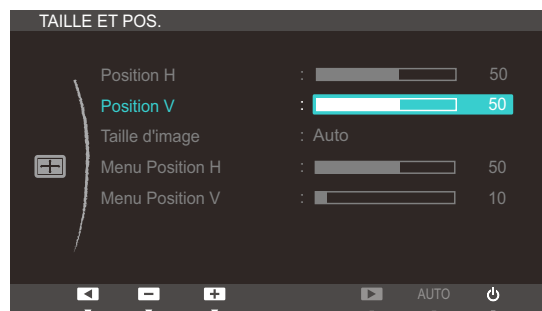 TAILLE ET POS.
Position H : 50
Position V : 50
Taille d'image : Auto
Menu Position H : 50
Menu Position V : 10
AUTO